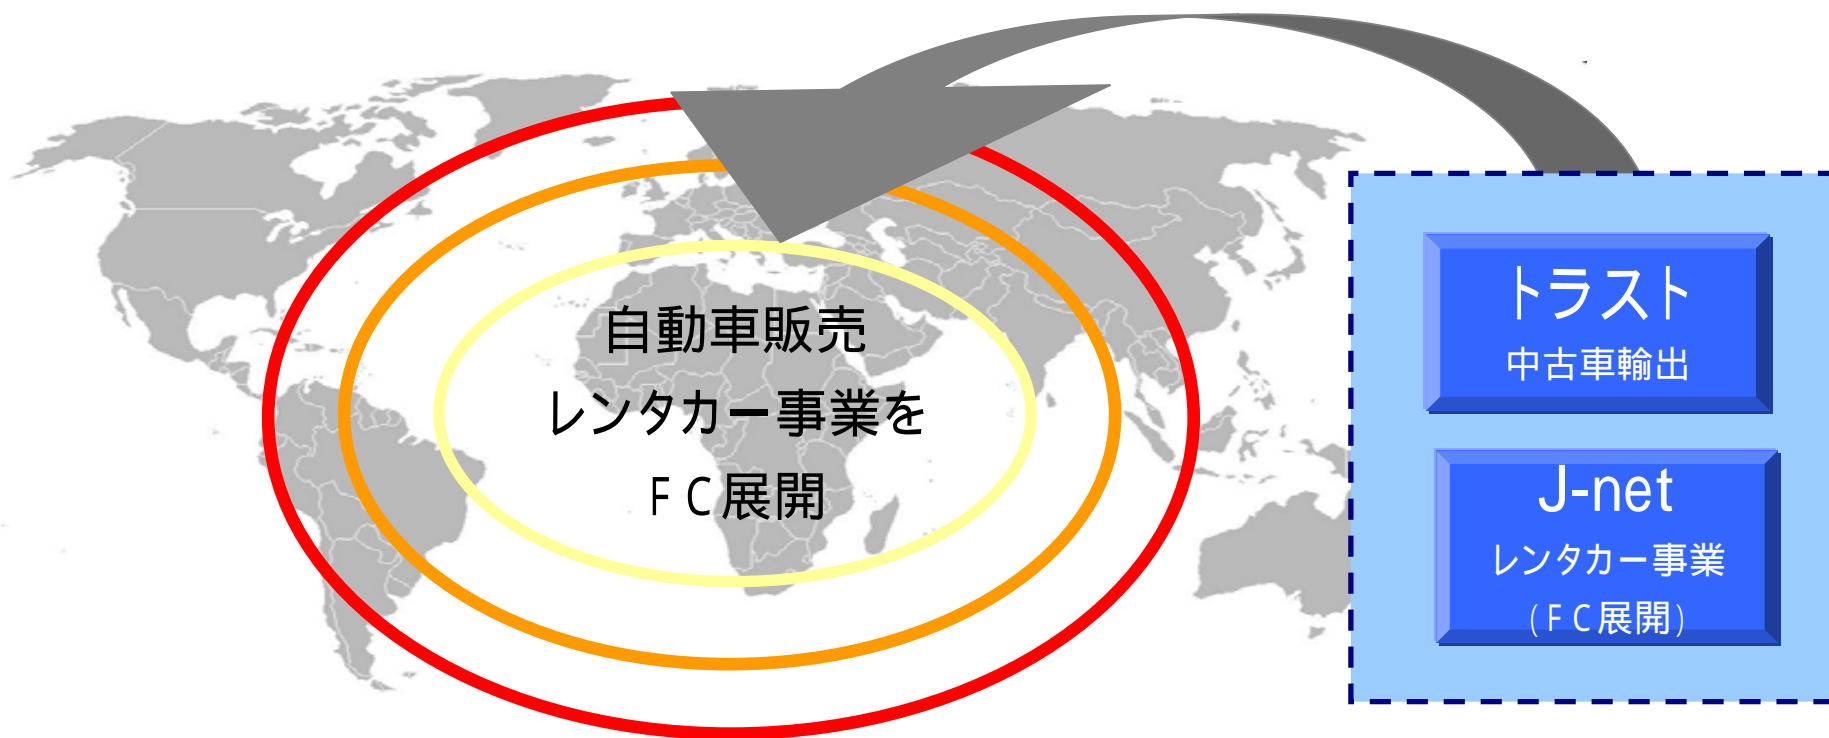 自動車販売
レンタカー事業を
ＦＣ展開
トラスト
中古車輸出
J-net
レンタカー事業
（ＦＣ展開）